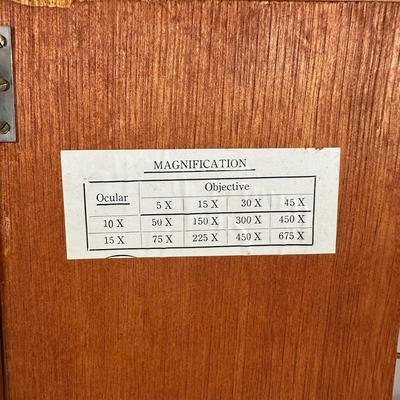 MAGNIFICATION
Ocular Objective
5 X 15 X 30 X 45 X
10 X 50 X 150 X 300 X 450 X
15 X 75 X 225 X 450 X 675 X